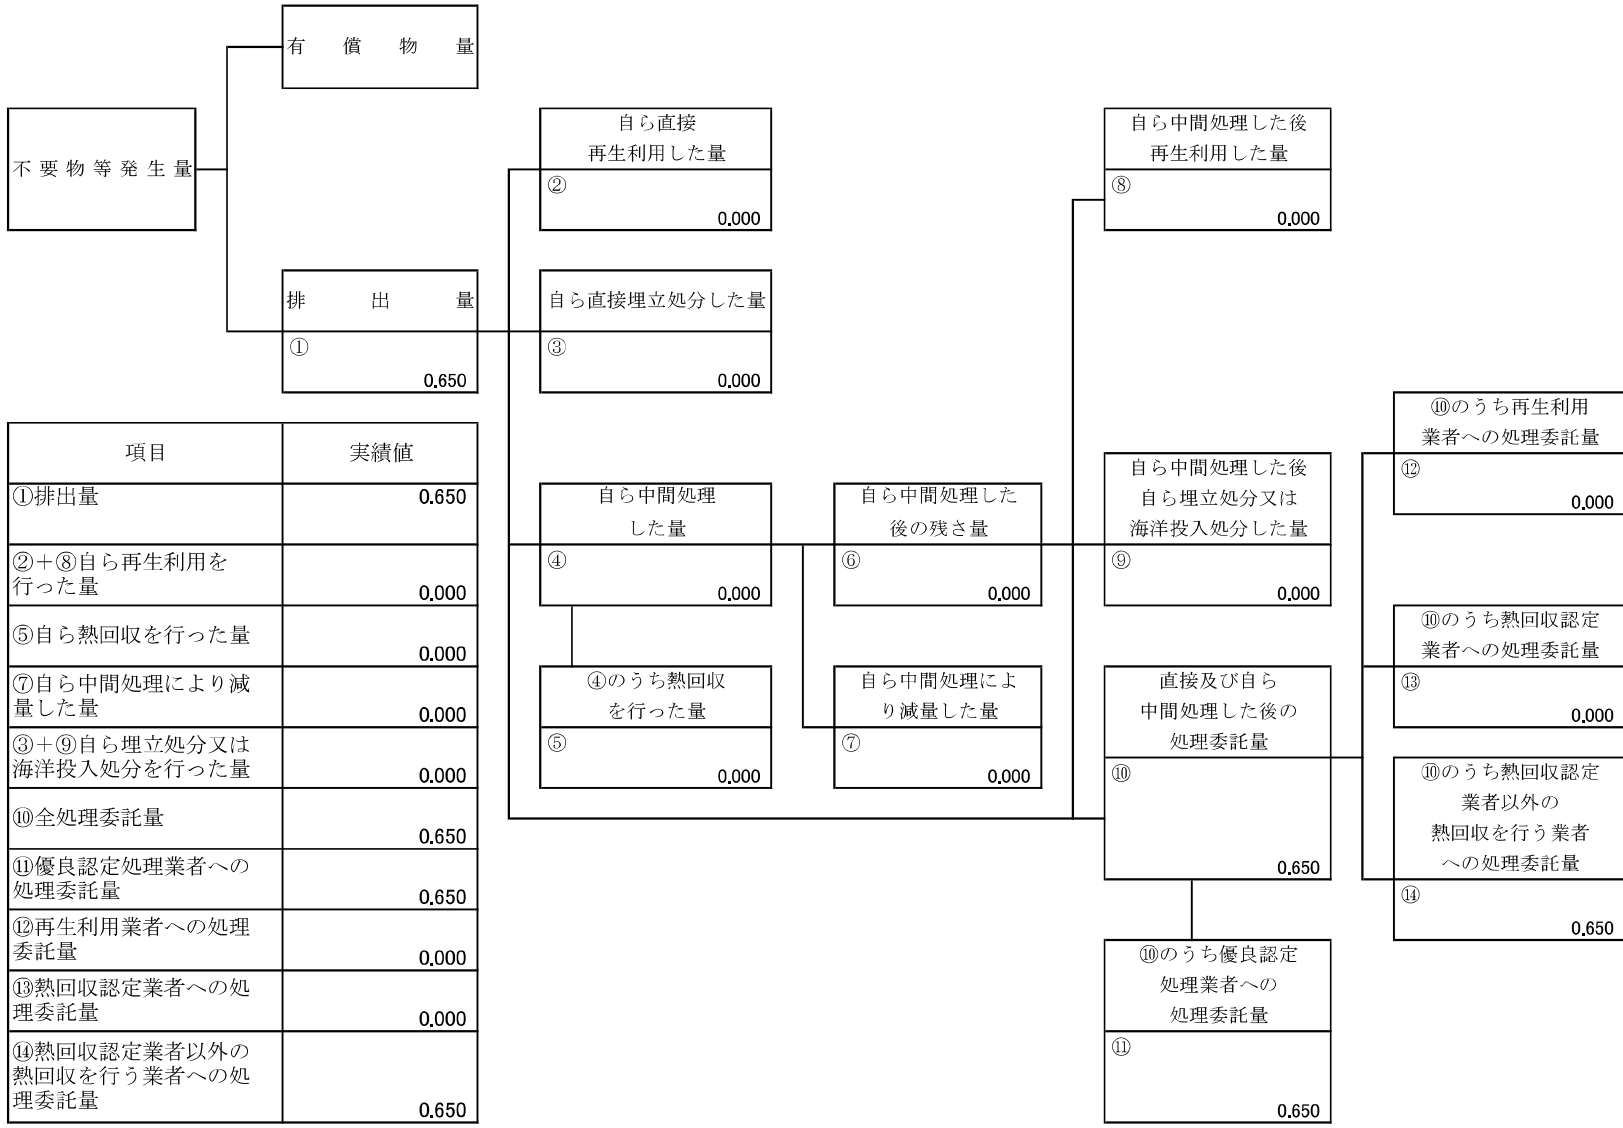 有償物量
不要物等発生量
自ら直接
再生利用した量
②
0.000
自ら中間処理した後
再生利用した量
⑧
0.000
排出量
①
0.650
自ら直接埋立処分した量
③
0.000
項目 実績値
①排出量 0.650
②＋⑧自ら再生利用を
行った量 0.000
⑤自ら熱回収を行った量 0.000
⑦自ら中間処理により減
量した量 0.000
③＋⑨自ら埋立処分又は
海洋投入処分を行った量 0.000
⑩全処理委託量 0.650
⑪優良認定処理業者への
処理委託量 0.650
⑫再生利用業者への処理
委託量 0.000
⑬熱回収認定業者への処
理委託量 0.000
⑭熱回収認定業者以外の
熱回収を行う業者への処
理委託量 0.650
自ら中間処理
した量
④
0.000
自ら中間処理した
後の残さ量
⑥
0.000
自ら中間処理した後
自ら埋立処分又は
海洋投入処分した量
⑨
0.000
④のうち熱回収
を行った量
⑤
0.000
自ら中間処理によ
り減量した量
⑦
0.000
直接及び自ら
中間処理した後の
処理委託量
⑩
0.650
⑩のうち優良認定
処理業者への
処理委託量
⑪
0.650
⑩のうち再生利用
業者への処理委託量
⑫
0.000
⑩のうち熱回収認定
業者への処理委託量
⑬
0.000
⑩のうち熱回収認定
業者以外の
熱回収を行う業者
への処理委託量
⑭
0.650